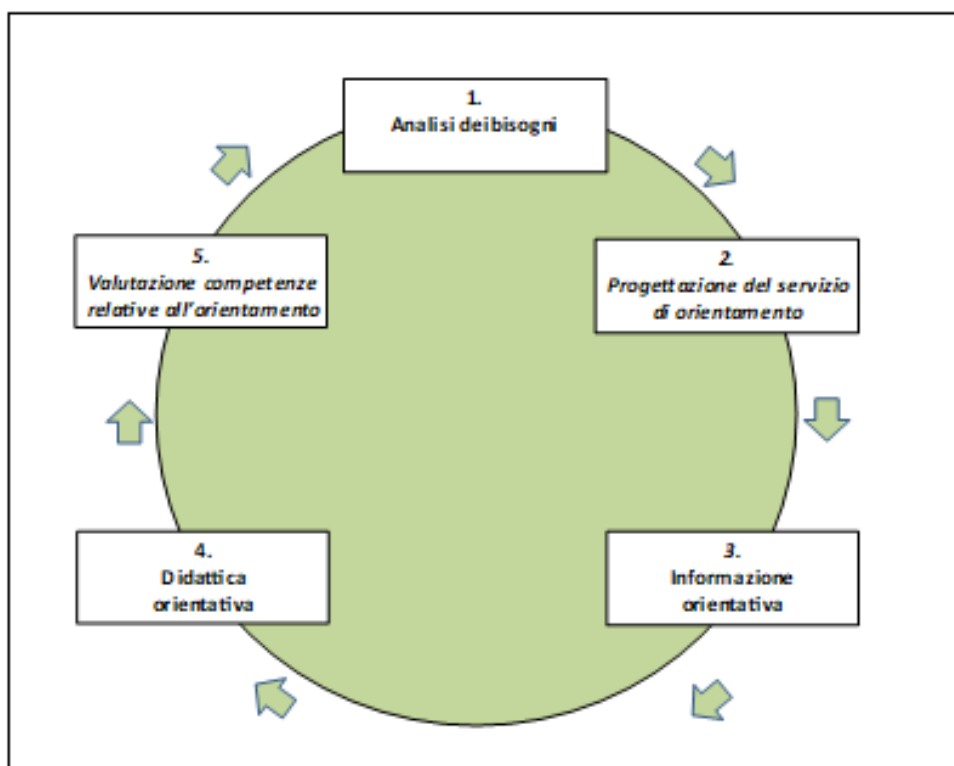 1.
Analisi deibisogni
2.
Progettazione del servizio
di orientamento
3.
Informazione
orientativa
4.
Didattica
orientativa
5.
Valutazione competenze
relative all'orientamento